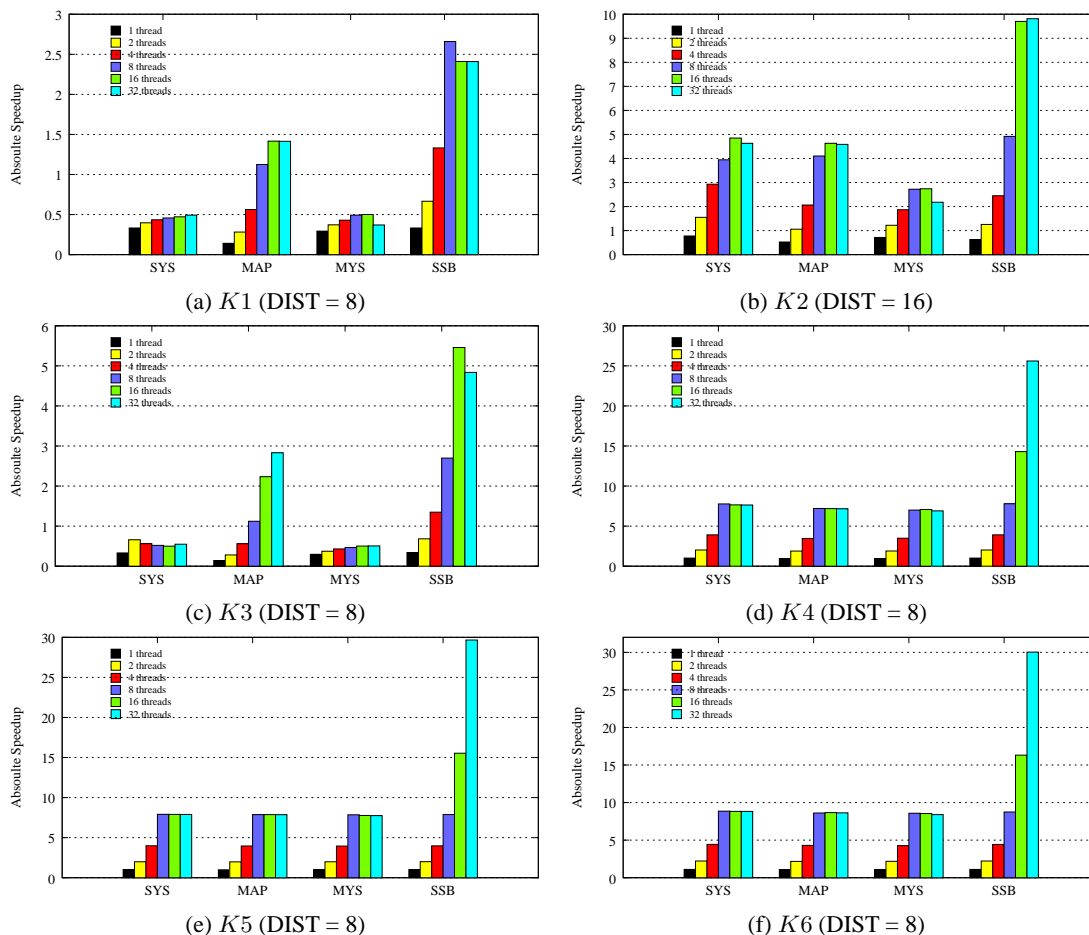 3
2.5
2
1.5
1
0.5
0
Absoulte Speedup
1 thread
2 threads
4 threads
8 threads
16 threads
32 threads
SYS MAP MYS SSB
(a) K1 (DIST = 8)
10
9
8
7
6
5
4
3
2
1
0
Absoulte Speedup
1 thread
2 threads
4 threads
8 threads
16 threads
32 threads
SYS MAP MYS SSB
(b) K2 (DIST = 16)
6
5
4
3
2
1
0
Absoulte Speedup
1 thread
2 threads
4 threads
8 threads
16 threads
32 threads
SYS MAP MYS SSB
(c) K3 (DIST = 8)
30
25
20
15
10
5
0
Absoulte Speedup
1 thread
2 threads
4 threads
8 threads
16 threads
32 threads
SYS MAP MYS SSB
(d) K4 (DIST = 8)
30
25
20
15
10
5
0
Absoulte Speedup
1 thread
2 threads
4 threads
8 threads
16 threads
32 threads
SYS MAP MYS SSB
(e) K5 (DIST = 8)
30
25
20
15
10
5
0
Absoulte Speedup
1 thread
2 threads
4 threads
8 threads
16 threads
32 threads
SYS MAP MYS SSB
(f) K6 (DIST = 8)